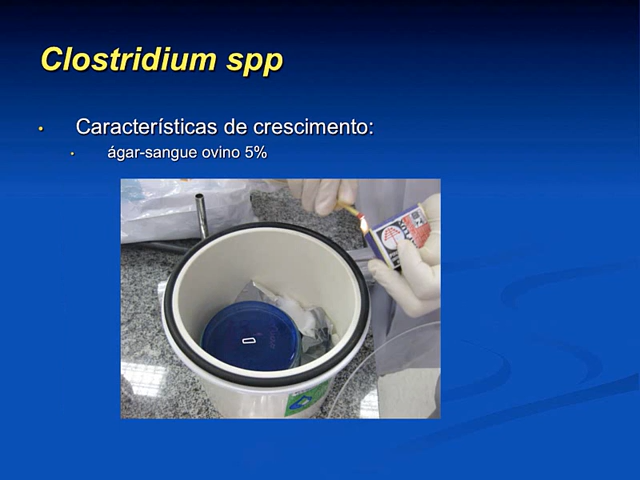 Clostridium spp
• Características de crescimento:
• ágar-sangue ovino 5%